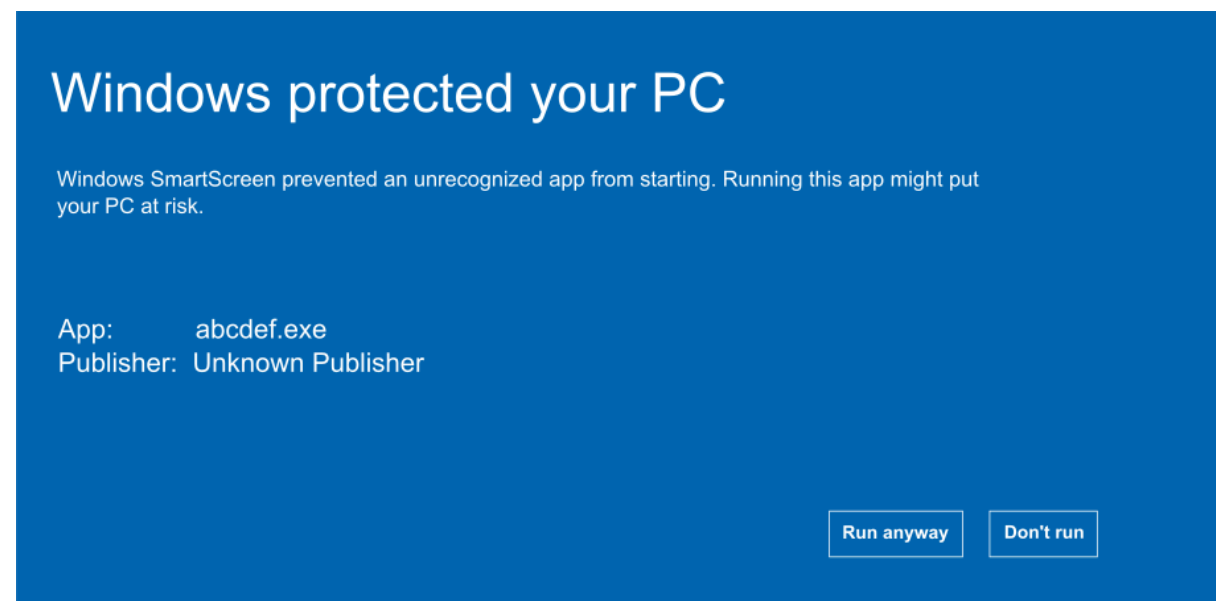 Windows protected your PC
Windows SmartScreen prevented an unrecognized app from starting. Running this app might put
your PC at risk.
App: abcdef.exe
Publisher: Unknown Publisher
Run anyway Don't run